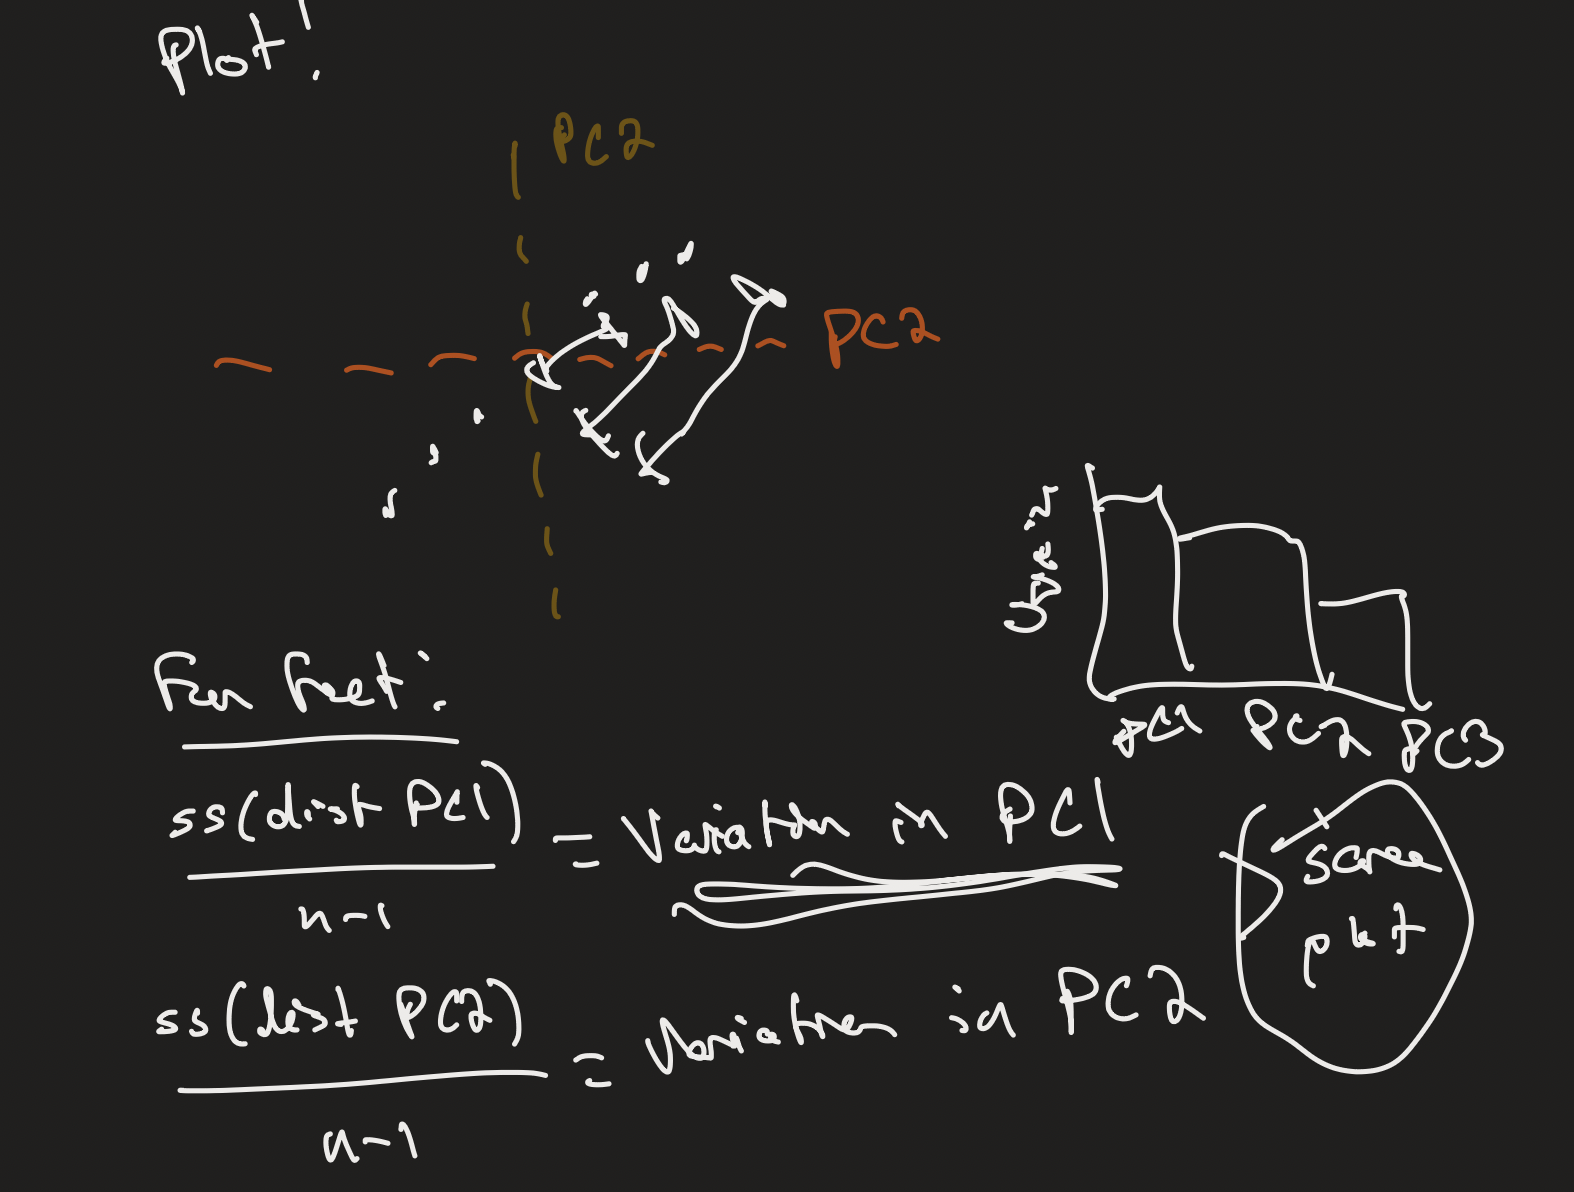 Plot!
PC2
PC2
PC1 PC2 PC3
Fun fact:
ss(dist PC1)
n-1
= Variation in PC1
scree
plot
ss(dist PC2)
n-1
= Variation in PC2